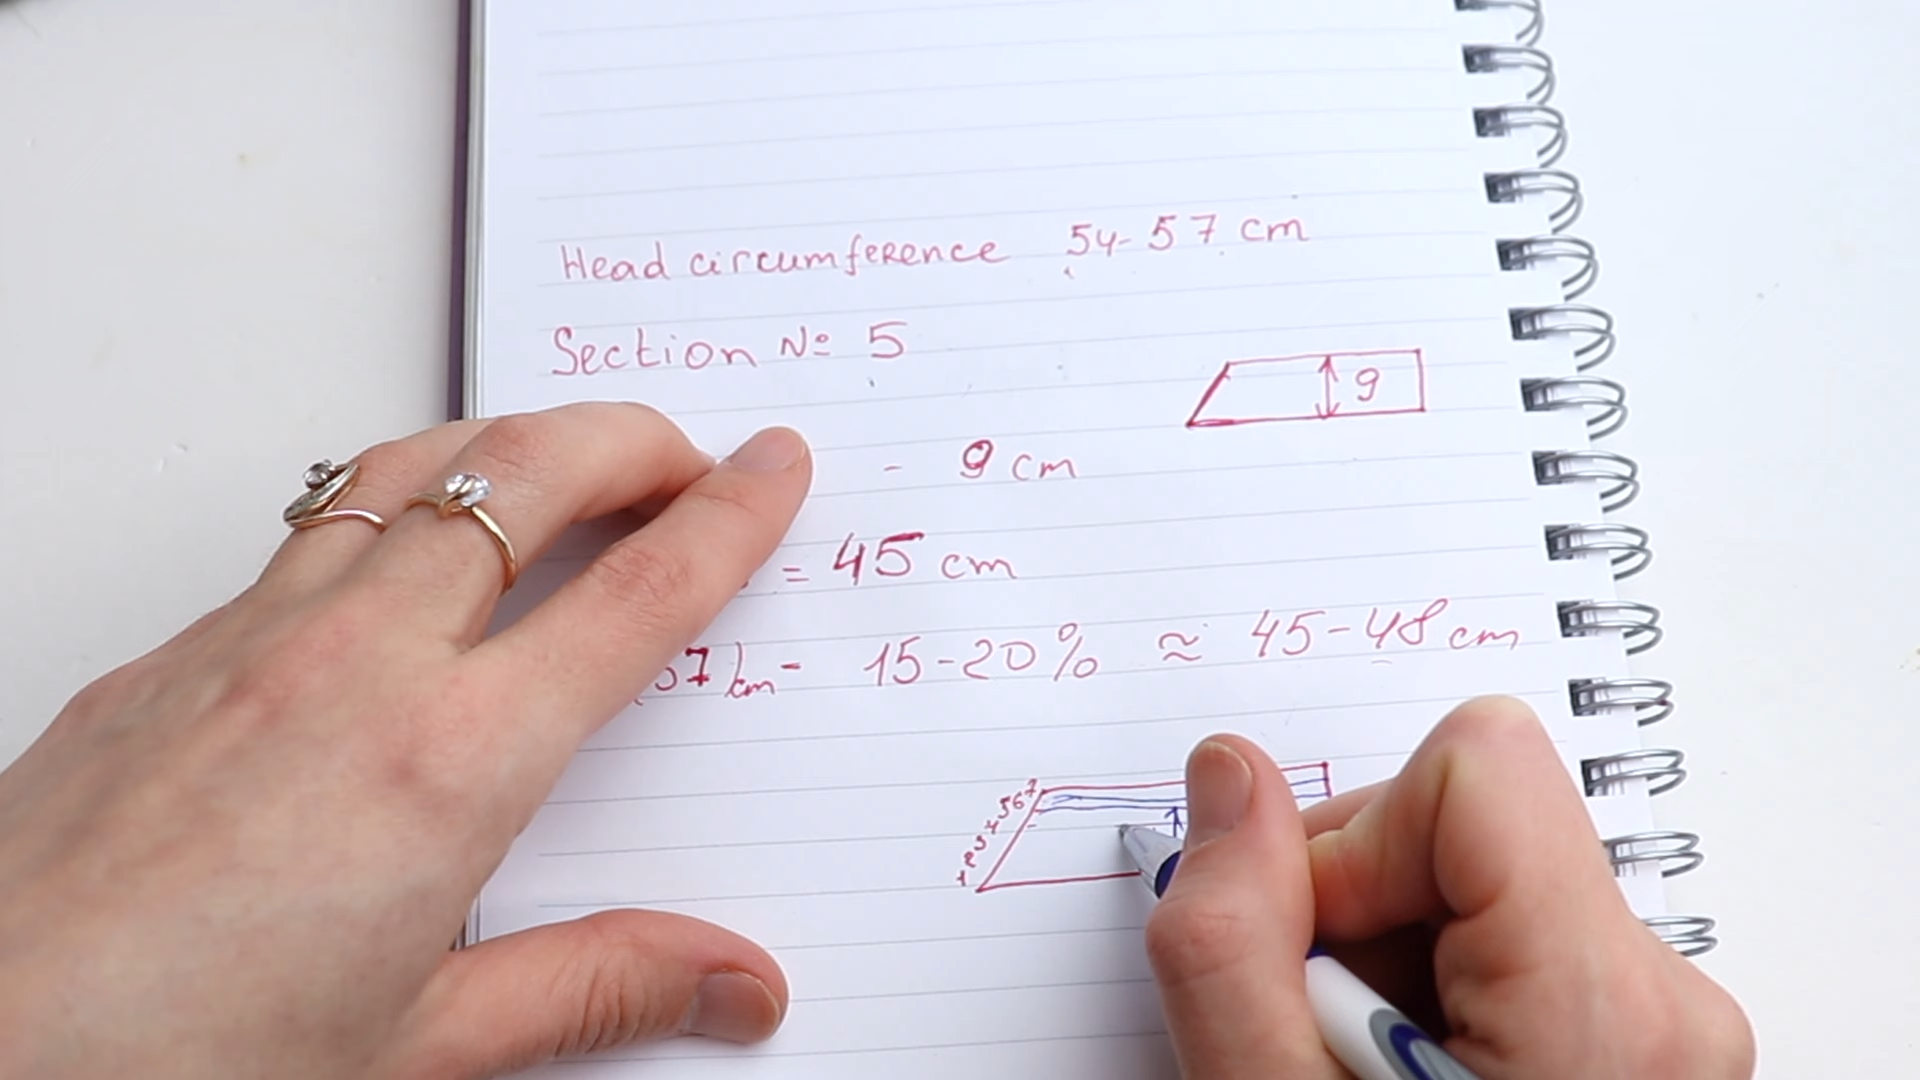 Head circumference 54-57 cm
Section № 5
9
- 9 cm
= 45 cm
57) cm - 15-20% ≈ 45-48 cm
1 2 3 4 5 6 7